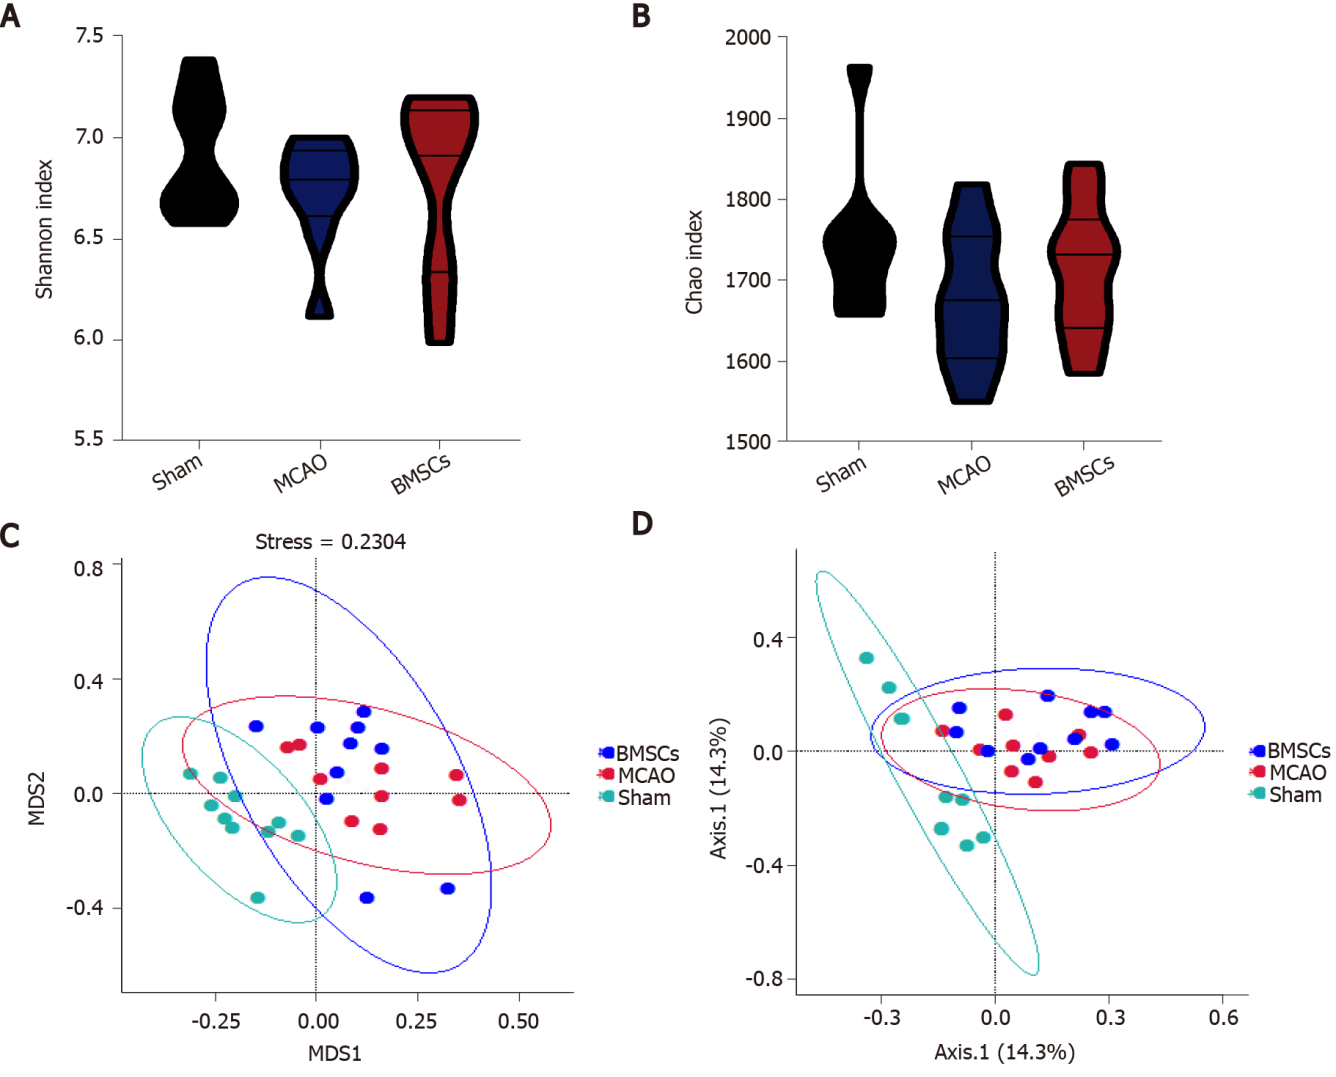 A
7.5
7.0
6.5
6.0
5.5
Shannon index
Sham
MCAO
BMSCs
B
2000
1900
1800
1700
1600
1500
Chao index
Sham
MCAO
BMSCs
C
Stress = 0.2304
0.8
0.4
0.0
-0.4
MDS2
-0.25
0.00
0.25
0.50
MDS1
BMSCs
MCAO
Sham
D
0.4
0.0
-0.4
-0.8
Axis.1 (14.3%)
-0.3
0.0
0.3
0.6
Axis.1 (14.3%)
BMSCs
MCAO
Sham